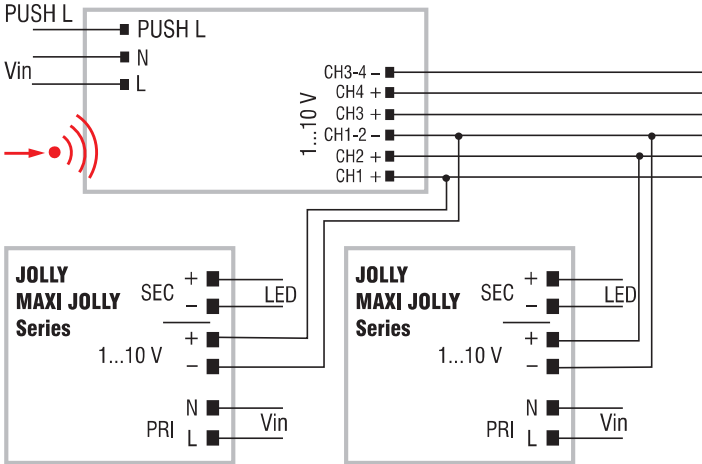 PUSH L
PUSH L
N
Vin
L
1...10 V
CH3-4 –
CH4 +
CH3 +
CH1-2 –
CH2 +
CH1 +
JOLLY
MAXI JOLLY
Series
SEC
+
–
LED
1...10 V
+
–
PRI
N
L
Vin
JOLLY
MAXI JOLLY
Series
SEC
+
–
LED
1...10 V
+
–
PRI
N
L
Vin